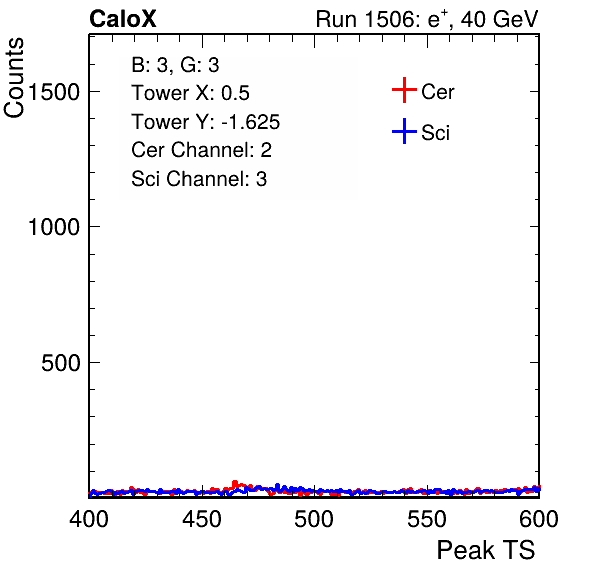 CaloX
Run 1506: e+, 40 GeV
Counts
B: 3, G: 3
Tower X: 0.5
Tower Y: -1.625
Cer Channel: 2
Sci Channel: 3
Cer
Sci
1500
1000
500
400 450 500 550 600
Peak TS